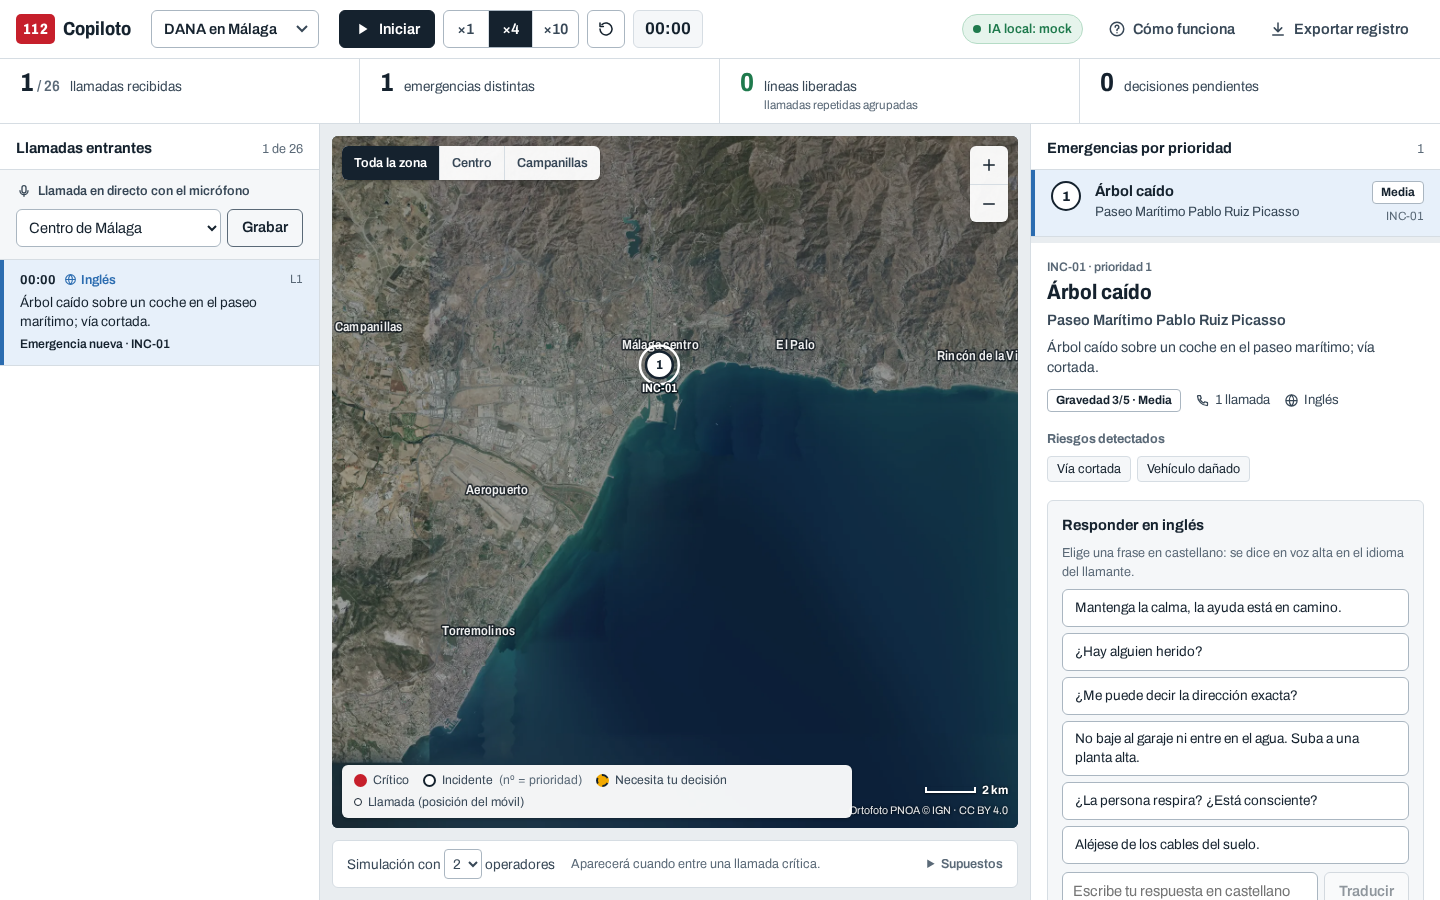 112 Copiloto
DANA en Málaga
Iniciar
×1 ×4 ×10
00:00
IA local: mock
Cómo funciona
Exportar registro
1 / 26 llamadas recibidas
1 emergencias distintas
0 líneas liberadas
llamadas repetidas agrupadas
0 decisiones pendientes
Llamadas entrantes
1 de 26
Llamada en directo con el micrófono
Centro de Málaga
Grabar
00:00 Inglés L1
Árbol caído sobre un coche en el paseo
marítimo; vía cortada.
Emergencia nueva · INC-01
Toda la zona Centro Campanillas
+
−
Campanillas
Málaga centro
El Palo
Rincón de la Vi
1
INC-01
Aeropuerto
Torremolinos
Crítico Incidente (nº = prioridad) Necesita tu decisión
Llamada (posición del móvil)
2 km
Ortofoto PNOA © IGN · CC BY 4.0
Simulación con 2 operadores
Aparecerá cuando entre una llamada crítica.
Supuestos
Emergencias por prioridad
1
1 Árbol caído Media
Paseo Marítimo Pablo Ruiz Picasso INC-01
INC-01 · prioridad 1
Árbol caído
Paseo Marítimo Pablo Ruiz Picasso
Árbol caído sobre un coche en el paseo marítimo; vía
cortada.
Gravedad 3/5 · Media 1 llamada Inglés
Riesgos detectados
Vía cortada Vehículo dañado
Responder en inglés
Elige una frase en castellano: se dice en voz alta en el idioma
del llamante.
Mantenga la calma, la ayuda está en camino.
¿Hay alguien herido?
¿Me puede decir la dirección exacta?
No baje al garaje ni entre en el agua. Suba a una
planta alta.
¿La persona respira? ¿Está consciente?
Aléjese de los cables del suelo.
Escribe tu respuesta en castellano Traducir